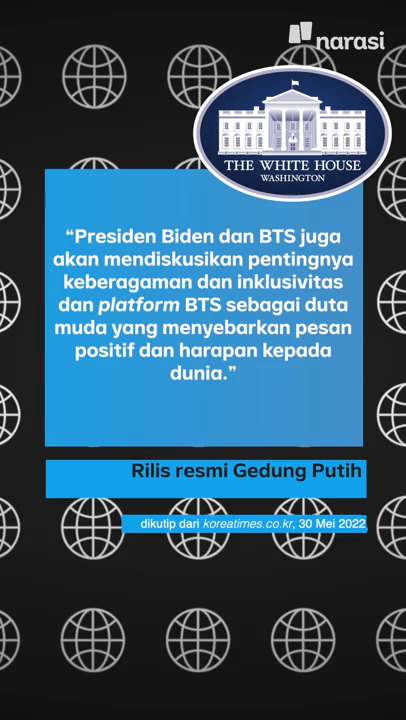 narasi
THE WHITE HOUSE
WASHINGTON
“Presiden Biden dan BTS juga
akan mendiskusikan pentingnya
keberagaman dan inklusivitas
dan platform BTS sebagai duta
muda yang menyebarkan pesan
positif dan harapan kepada
dunia.”
Rilis resmi Gedung Putih
dikutip dari koreatimes.co.kr, 30 Mei 2022